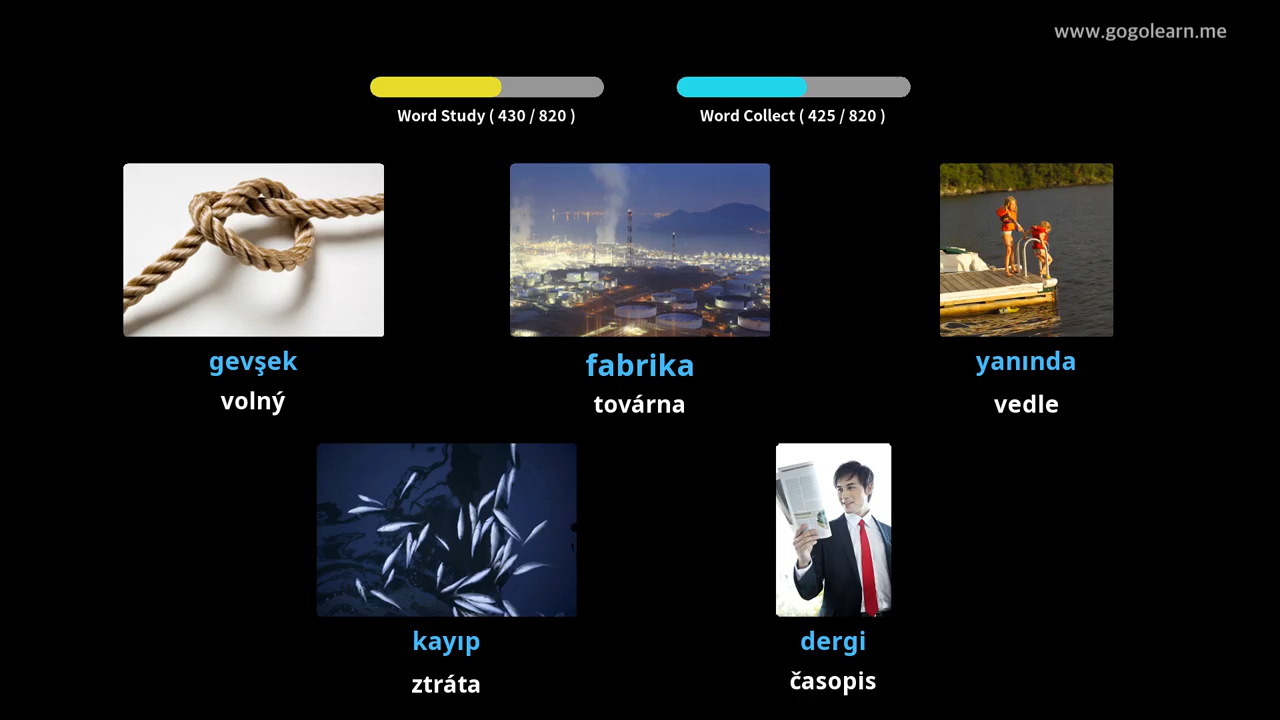 www.gogolearn.me
Word Study ( 430 / 820 )
Word Collect ( 425 / 820 )
gevşek
volný
fabrika
továrna
yanında
vedle
kayıp
ztráta
dergi
časopis